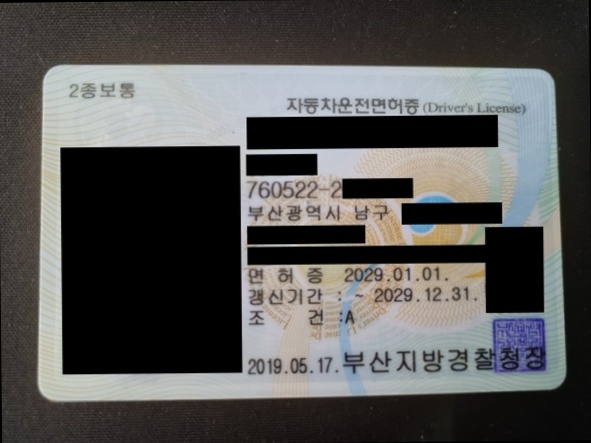 2종보통
자동차운전면허증 (Driver's License)
760522-2
부산광역시 남구
면 허 증 2029.01.01.
갱신기간 : ~ 2029.12.31.
조 건 :A
2019.05.17. 부산지방경찰청장